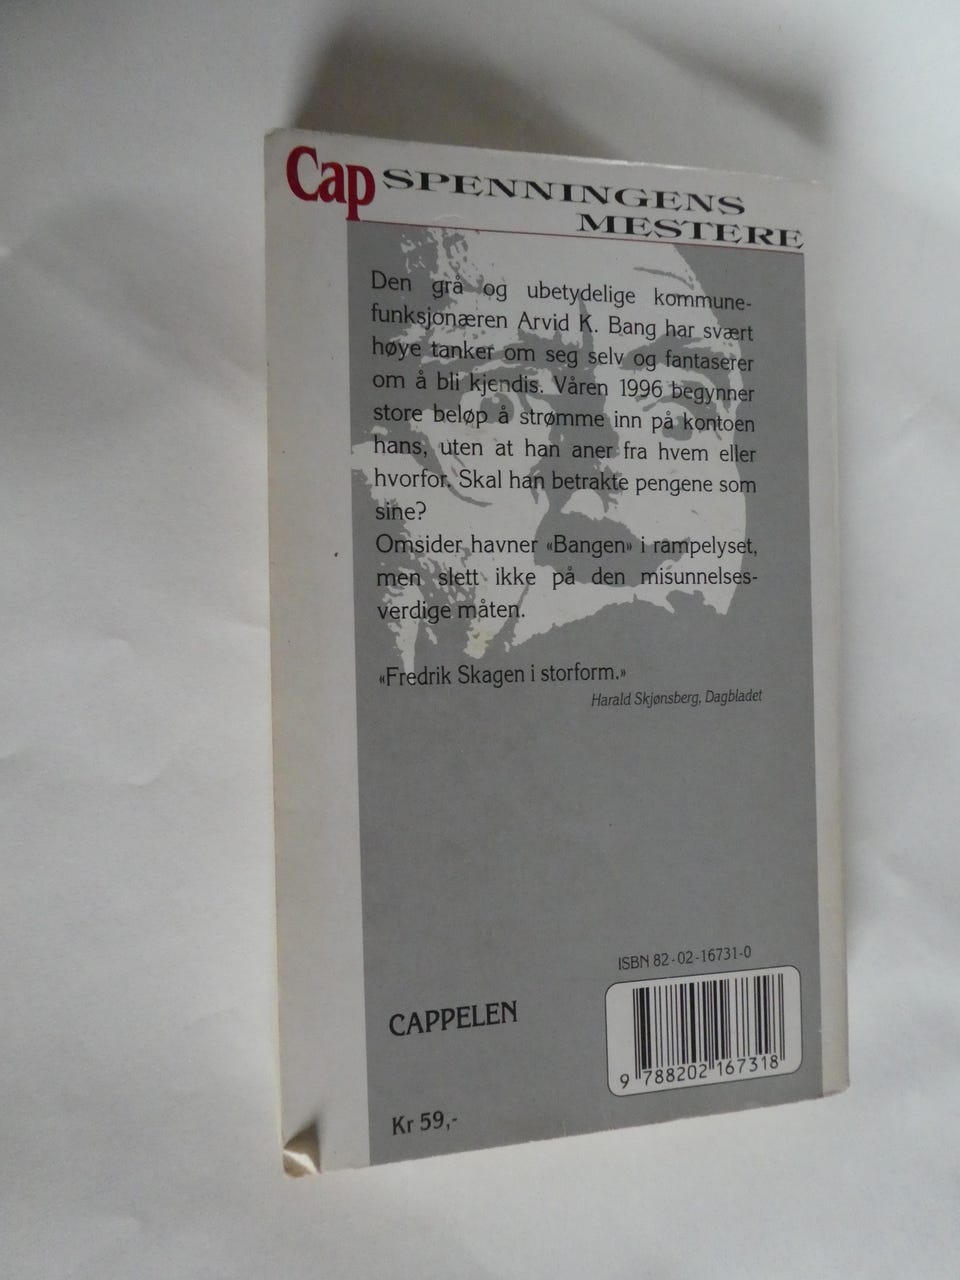 Cap SPENNINGENS
MESTERE
Den grå og ubetydelige kommune-
funksjonæren Arvid K. Bang har svært
høye tanker om seg selv og fantaserer
om å bli kjendis. Våren 1996 begynner
store beløp å strømme inn på kontoen
hans, uten at han aner fra hvem eller
hvorfor. Skal han betrakte pengene som
sine?
Omsider havner «Bangen» i rampelyset,
men slett ikke på den misunnelses-
verdige måten.
«Fredrik Skagen i storform.»
Harald Skjønsberg, Dagbladet
ISBN 82-02-16731-0
CAPPELEN
9 788202 167318
Kr 59,-